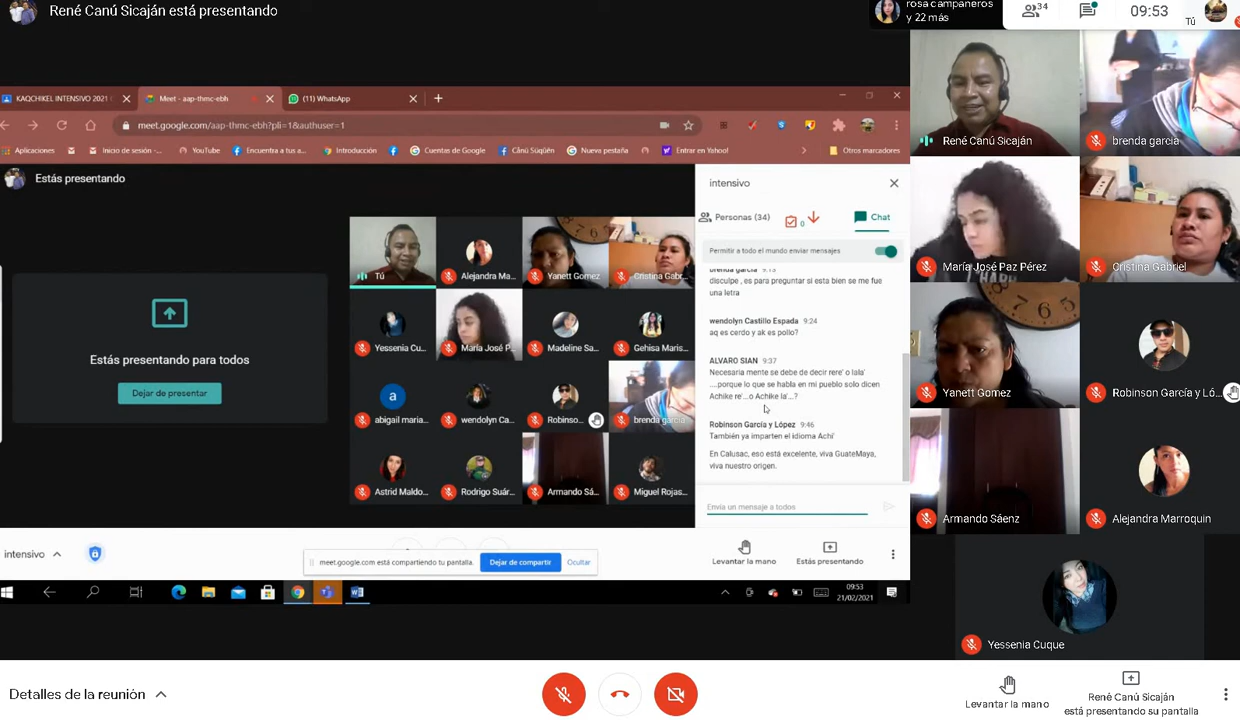 René Canú Sicaján está presentando
rosa campaneros
y 22 más
34
09:53
Tú
KAQCHIKEL INTENSIVO 2021
Meet - aap-thmc-ebh
(11) WhatsApp
meet.google.com/aap-thmc-ebh?pli=1&authuser=1
Aplicaciones
Inicio de sesión -...
YouTube
Encuentra a tus a...
Introducción
Cuentas de Google
Cânû Süqüën
Nueva pestaña
Entrar en Yahoo!
Otros marcadores
Estás presentando
Estás presentando para todos
Dejar de presentar
Tú
Alejandra Ma...
Yanett Gomez
Cristina Gabr...
Yessenia Cu...
María José P...
Madeline Sa...
Gehisa Maris...
a
abigail maria...
wendolyn Ca...
Robinso...
brenda garcia
Astrid Maldo...
Rodrigo Suár...
Armando Sá...
Miguel Rojas...
intensivo
Personas (34)
0
Chat
Permitir a todo el mundo enviar mensajes
brenda garcia 9:15
disculpe , es para preguntar si esta bien se me fue
una letra
wendolyn Castillo Espada 9:24
aq es cerdo y ak es pollo?
ALVARO SIAN 9:37
Necesaria mente se debe de decir rere' o lala'
....porque lo que se habla en mi pueblo solo dicen
Achike re'...o Achike la'...?
Robinson García y López 9:46
También ya imparten el idioma Achi'
En Calusac, eso está excelente, viva GuateMaya,
viva nuestro origen.
Envía un mensaje a todos
intensivo
meet.google.com está compartiendo tu pantalla.
Dejar de compartir
Ocultar
Levantar la mano
Estás presentando
09:53
21/02/2021
René Canú Sicaján
brenda garcia
María José Paz Pérez
Cristina Gabriel
Yanett Gomez
Robinson García y Ló...
Armando Sáenz
Alejandra Marroquin
Yessenia Cuque
Detalles de la reunión
Levantar la mano
René Canú Sicaján
está presentando su pantalla